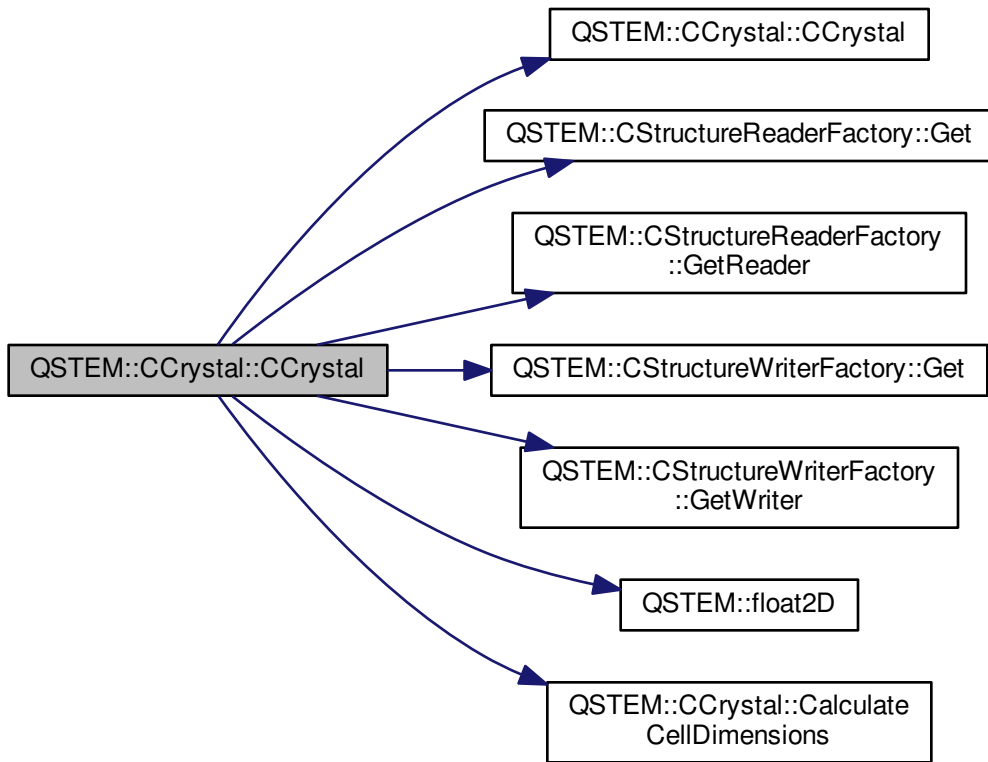 QSTEM::CCrystal::CCrystal
QSTEM::CStructureReaderFactory::Get
QSTEM::CStructureReaderFactory
::GetReader
QSTEM::CCrystal::CCrystal
QSTEM::CStructureWriterFactory::Get
QSTEM::CStructureWriterFactory
::GetWriter
QSTEM::float2D
QSTEM::CCrystal::Calculate
CellDimensions